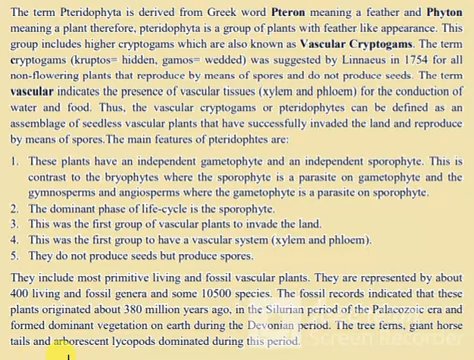 The term Pteridophyta is derived from Greek word Pteron meaning a feather and Phyton
meaning a plant therefore, pteridophyta is a group of plants with feather like appearance. This
group includes higher cryptogams which are also known as Vascular Cryptogams. The term
cryptogams (kruptos= hidden, gamos= wedded) was suggested by Linnaeus in 1754 for all
non-flowering plants that reproduce by means of spores and do not produce seeds. The term
vascular indicates the presence of vascular tissues (xylem and phloem) for the conduction of
water and food. Thus, the vascular cryptogams or pteridophytes can be defined as an
assemblage of seedless vascular plants that have successfully invaded the land and reproduce
by means of spores.The main features of pteridophtes are:
1. These plants have an independent gametophyte and an independent sporophyte. This is
contrast to the bryophytes where the sporophyte is a parasite on gametophyte and the
gymnosperms and angiosperms where the gametophyte is a parasite on sporophyte.
2. The dominant phase of life-cycle is the sporophyte.
3. This was the first group of vascular plants to invade the land.
4. This was the first group to have a vascular system (xylem and phloem).
5. They do not produce seeds but produce spores.
They include most primitive living and fossil vascular plants. They are represented by about
400 living and fossil genera and some 10500 species. The fossil records indicated that these
plants originated about 380 million years ago, in the Silurian period of the Palaeozoic era and
formed dominant vegetation on earth during the Devonian period. The tree ferns, giant horse
tails and arborescent lycopods dominated during this period.